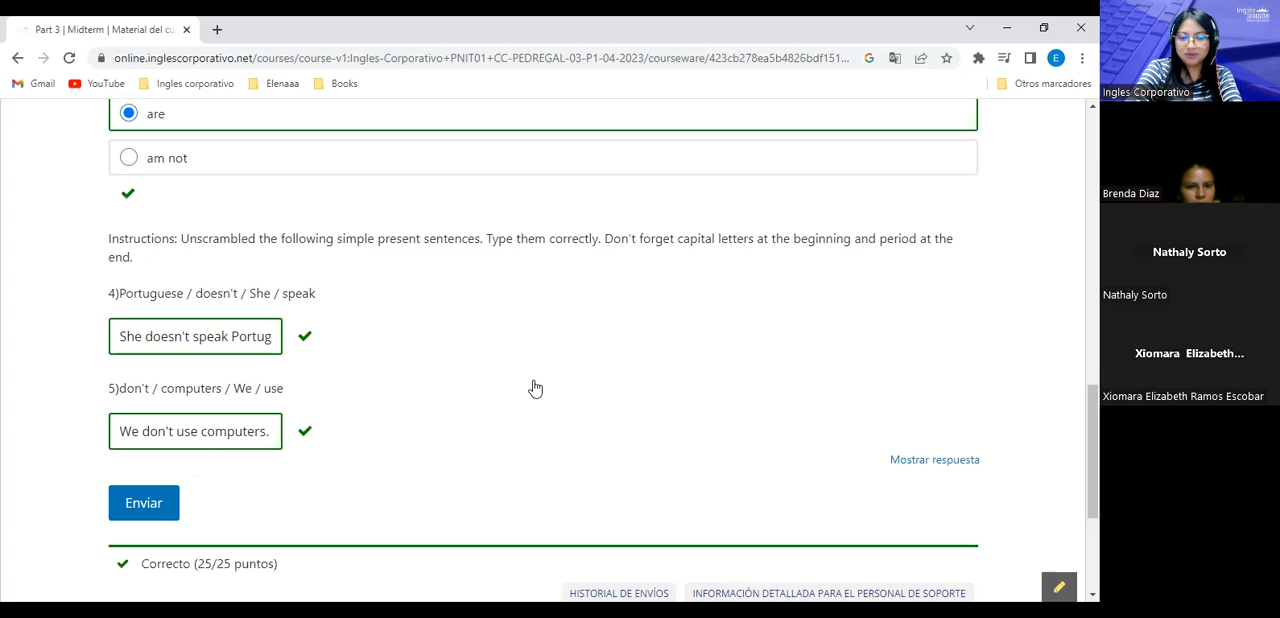 Part 3 | Midterm | Material del cu
online.inglescorporativo.net/courses/course-v1:Ingles-Corporativo+PNIT01+CC-PEDREGAL-03-P1-04-2023/courseware/423cb278ea5b4826bdf151...
Gmail YouTube Ingles corporativo Elenaaa Books Otros marcadores
are
am not
Instructions: Unscrambled the following simple present sentences. Type them correctly. Don't forget capital letters at the beginning and period at the
end.
4)Portuguese / doesn't / She / speak
She doesn't speak Portug
5)don't / computers / We / use
We don't use computers.
Mostrar respuesta
Enviar
Correcto (25/25 puntos)
HISTORIAL DE ENVÍOS INFORMACIÓN DETALLADA PARA EL PERSONAL DE SOPORTE
E
Ingles Corporativo
Brenda Diaz
Nathaly Sorto
Nathaly Sorto
Xiomara Elizabeth...
Xiomara Elizabeth Ramos Escobar